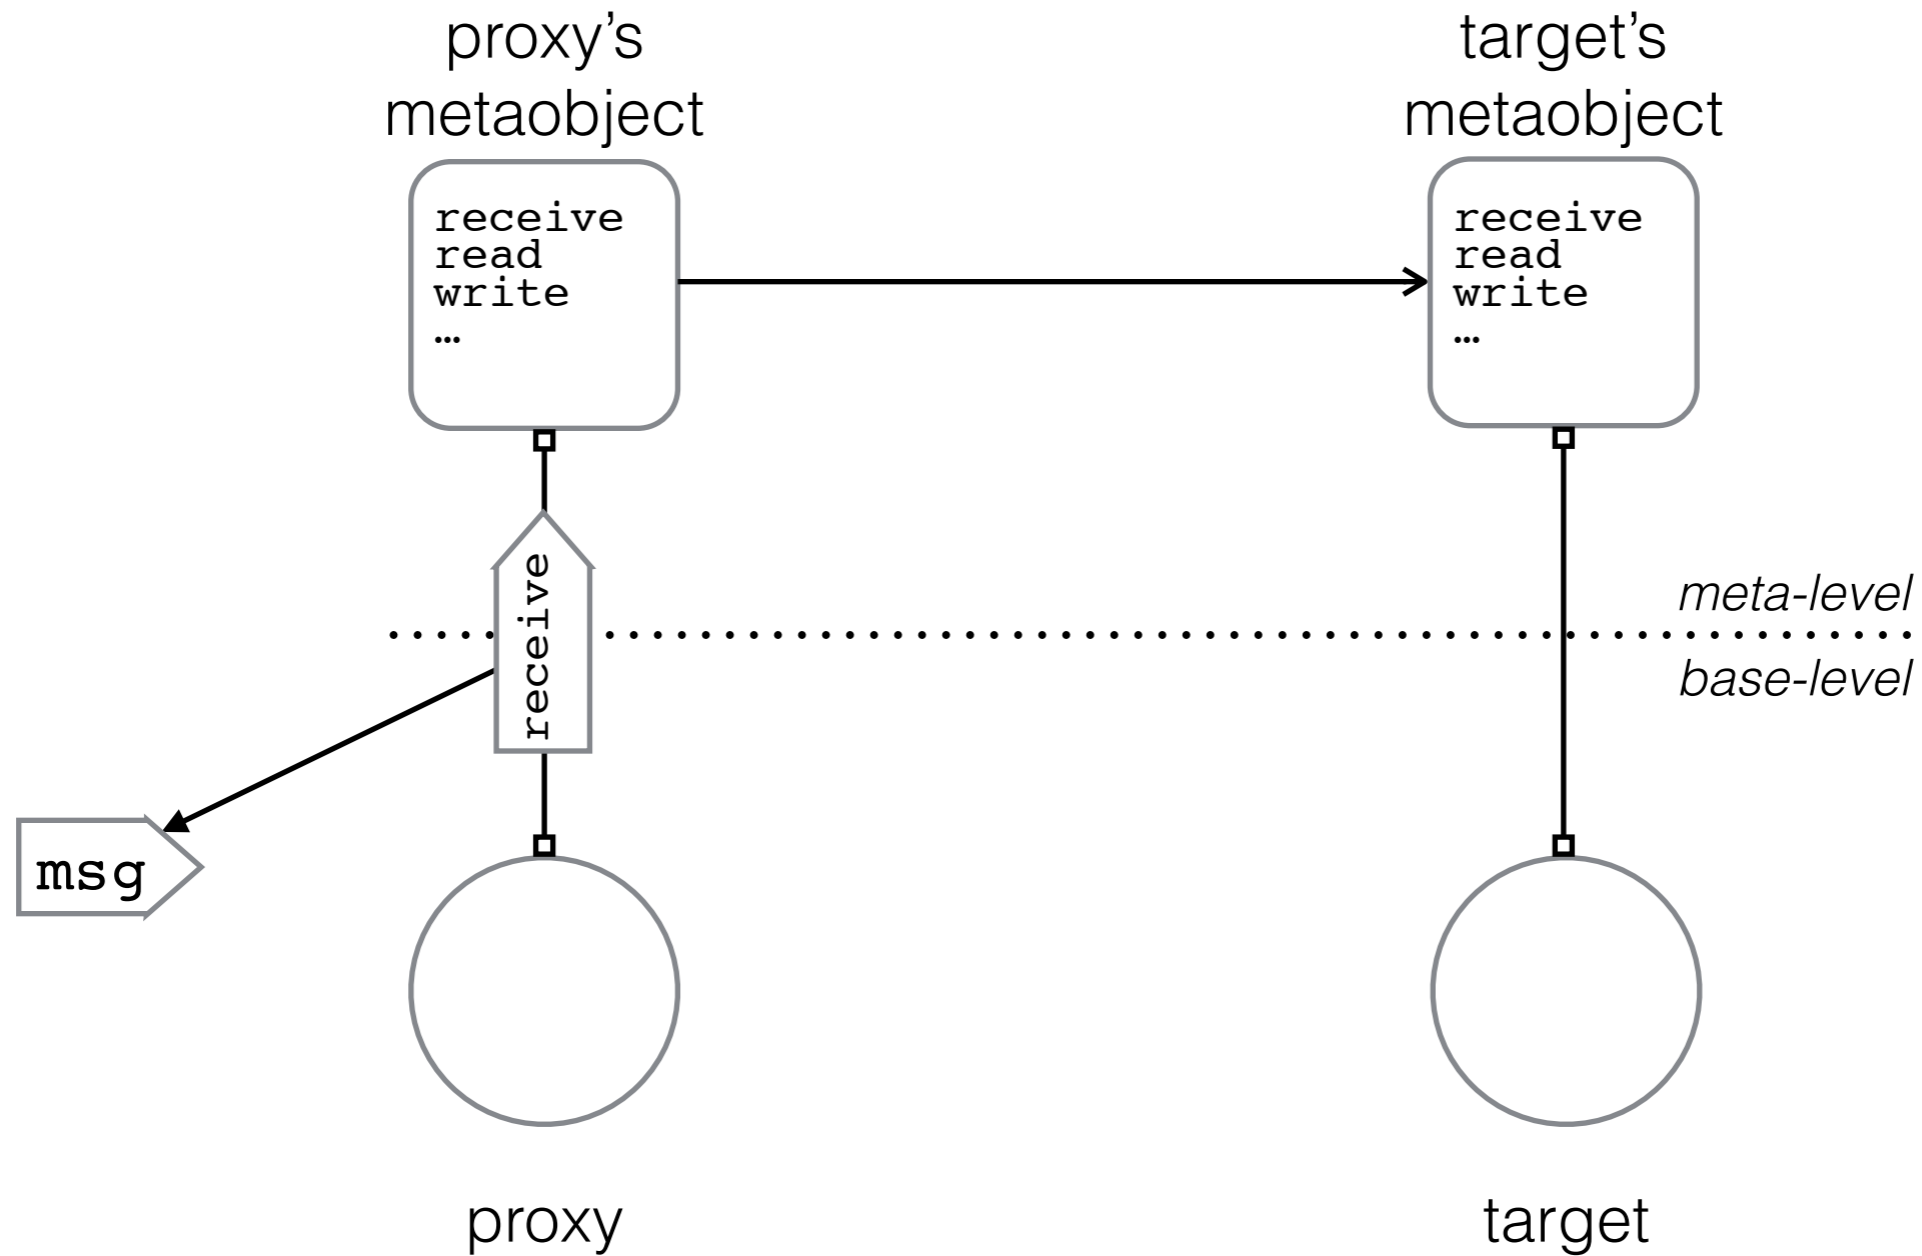 proxy’s
metaobject
target’s
metaobject
receive
read
write
…
receive
read
write
…
receive
meta-level
base-level
msg
proxy
target